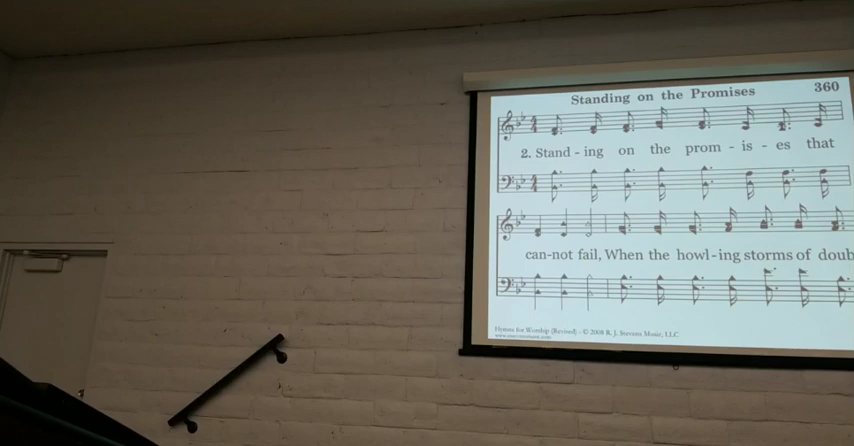 Standing on the Promises 360
2. Stand - ing on the prom - is - es that
can-not fail, When the howl-ing storms of doub
Hymns for Worship (Revised) - © 2008 R. J. Stevens Music, LLC.